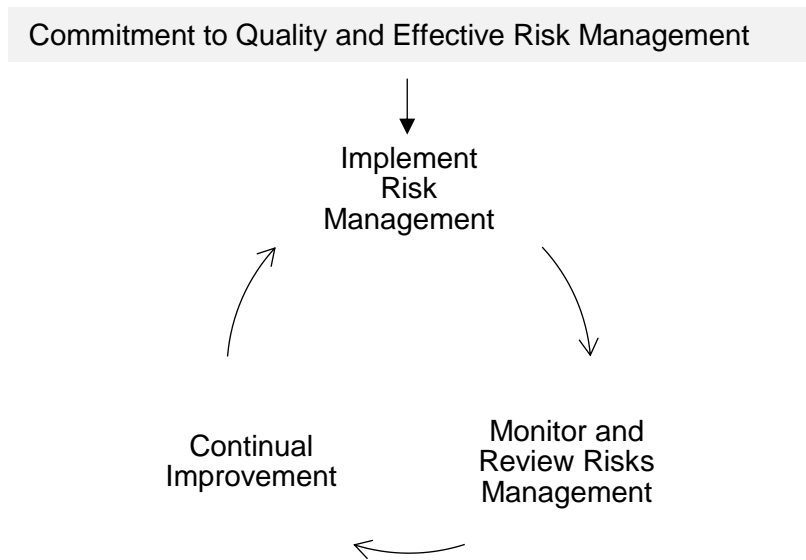 Commitment to Quality and Effective Risk Management
Implement
Risk
Management
Continual
Improvement
Monitor and
Review Risks
Management